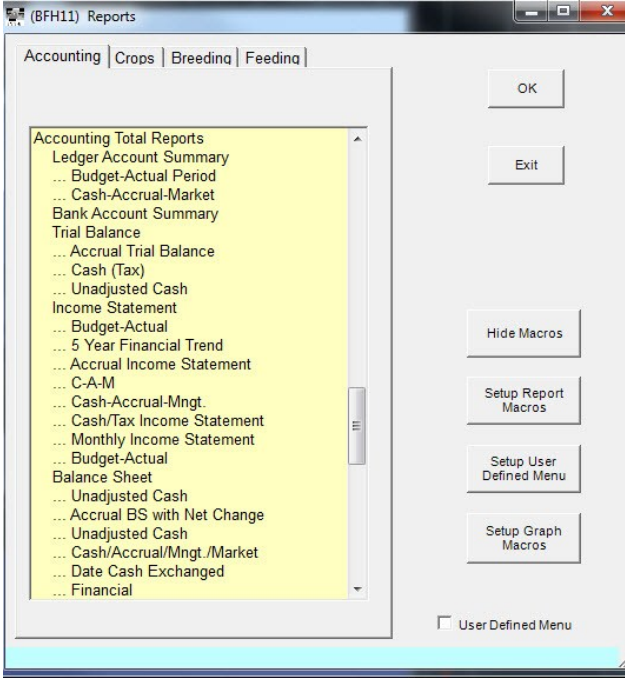 (BFH11) Reports
Accounting
Crops
Breeding
Feeding
OK
Exit
Accounting Total Reports
Ledger Account Summary
... Budget-Actual Period
... Cash-Accrual-Market
Bank Account Summary
Trial Balance
... Accrual Trial Balance
... Cash (Tax)
... Unadjusted Cash
Income Statement
... Budget-Actual
... 5 Year Financial Trend
... Accrual Income Statement
... C-A-M
... Cash-Accrual-Mngt.
... Cash/Tax Income Statement
... Monthly Income Statement
... Budget-Actual
Balance Sheet
... Unadjusted Cash
... Accrual BS with Net Change
... Unadjusted Cash
... Cash/Accrual/Mngt./Market
... Date Cash Exchanged
... Financial
Hide Macros
Setup Report
Macros
Setup User
Defined Menu
Setup Graph
Macros
User Defined Menu